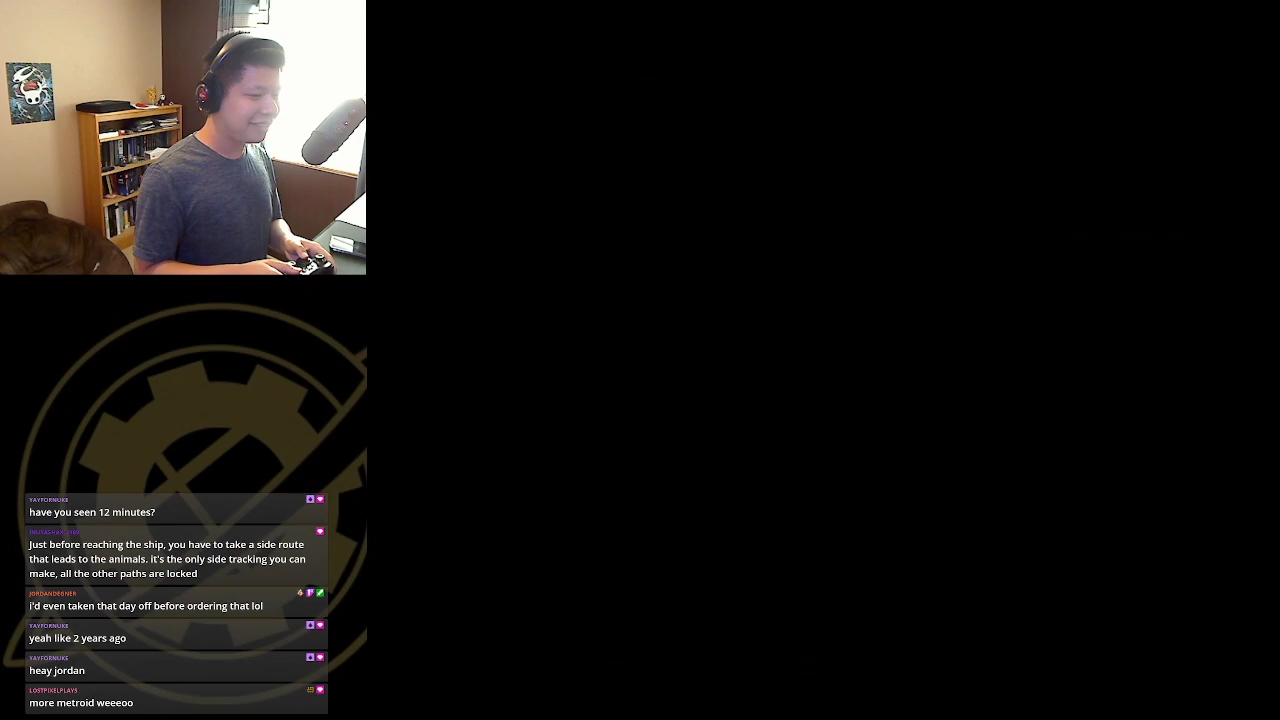 YAYFORNUKE
have you seen 12 minutes?
Just before reaching the ship, you have to take a side route
that leads to the animals. it's the only side tracking you can
make, all the other paths are locked
JORDANDEGNER
i'd even taken that day off before ordering that lol
YAYFORNUKE
yeah like 2 years ago
YAYFORNUKE
heay jordan
LOSTPIXELPLAYS
more metroid weeeoo